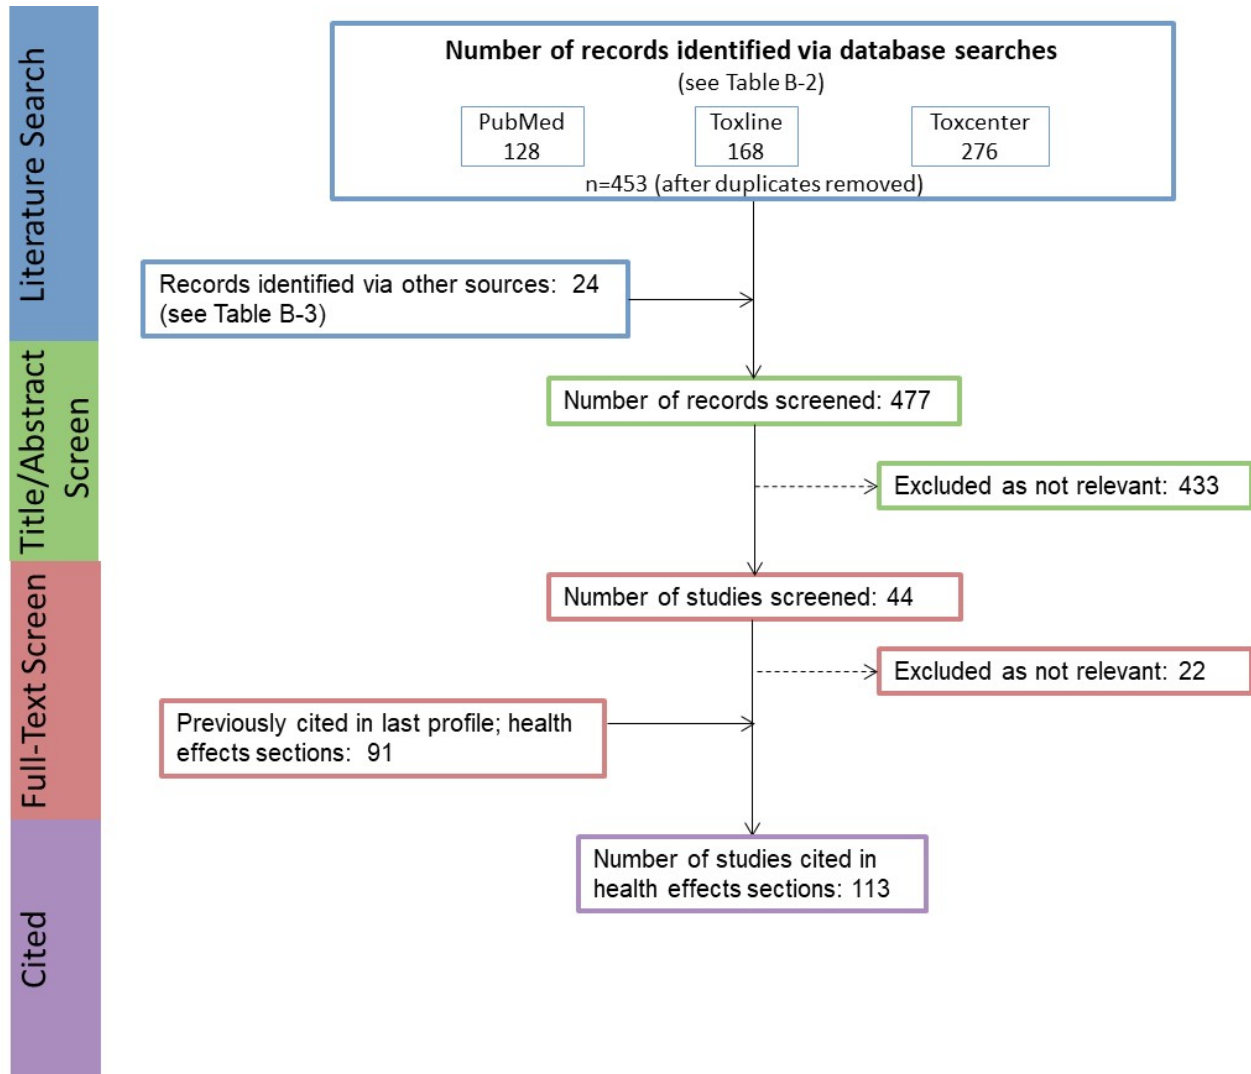 Literature Search
Number of records identified via database searches
(see Table B-2)
PubMed
128
Toxline
168
Toxcenter
276
n=453 (after duplicates removed)
Records identified via other sources: 24
(see Table B-3)
Title/Abstract
Screen
Number of records screened: 477
Excluded as not relevant: 433
Full-Text Screen
Number of studies screened: 44
Excluded as not relevant: 22
Previously cited in last profile; health
effects sections: 91
Cited
Number of studies cited in
health effects sections: 113